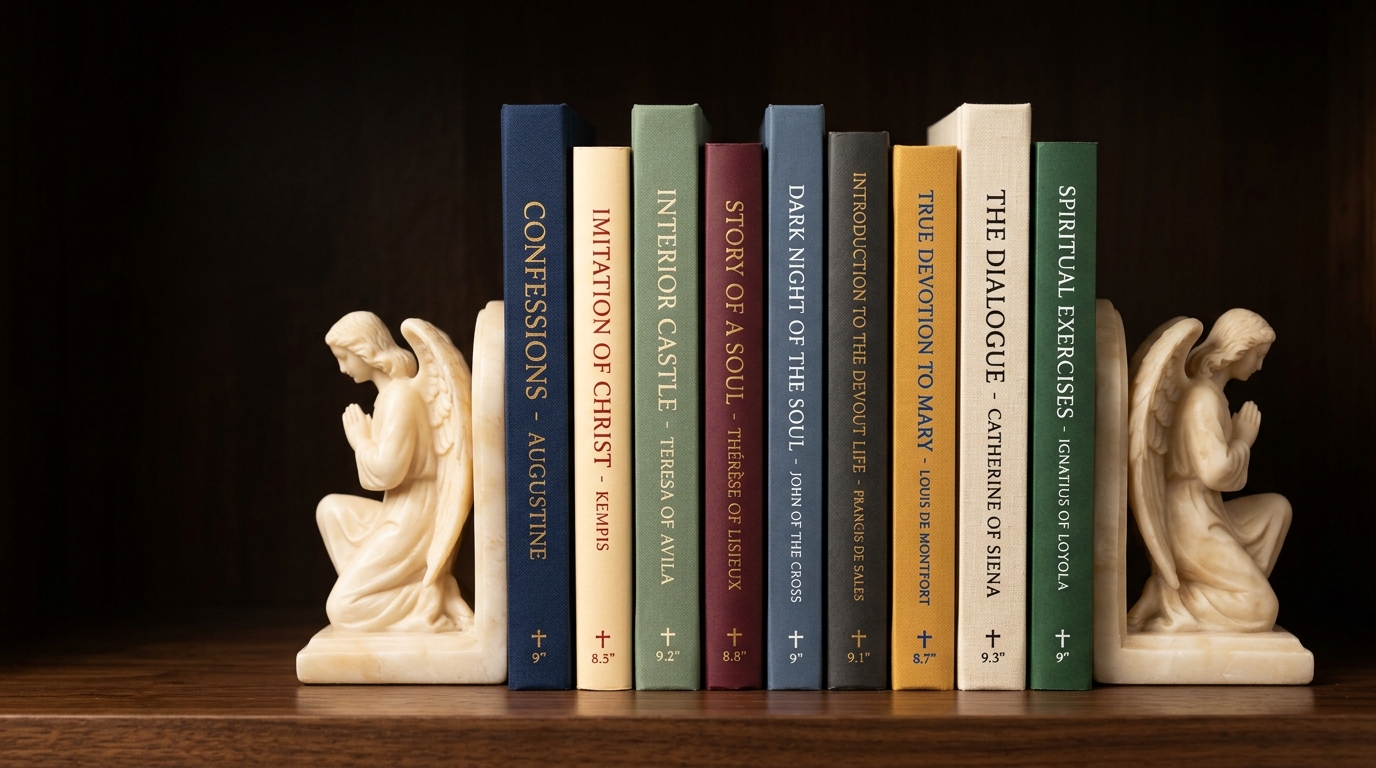 CONFESSIONS - AUGUSTINE
9"
IMITATION OF CHRIST - KEMPIS
8.5"
INTERIOR CASTLE - TERESA OF AVILA
9.2"
STORY OF A SOUL - THÉRÈSE OF LISIEUX
8.8"
DARK NIGHT OF THE SOUL - JOHN OF THE CROSS
9"
INTRODUCTION TO THE DEVOUT LIFE - FRANCIS DE SALES
9.1"
TRUE DEVOTION TO MARY - LOUIS DE MONTFORT
8.7"
THE DIALOGUE - CATHERINE OF SIENA
9.3"
SPIRITUAL EXERCISES - IGNATIUS OF LOYOLA
9"